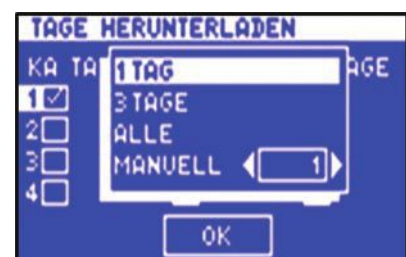 TAGE HERUNTERLADEN
KA TA AGE
1 1 TAG
2 3 TAGE
3 ALLE
4 MANUELL 1
OK